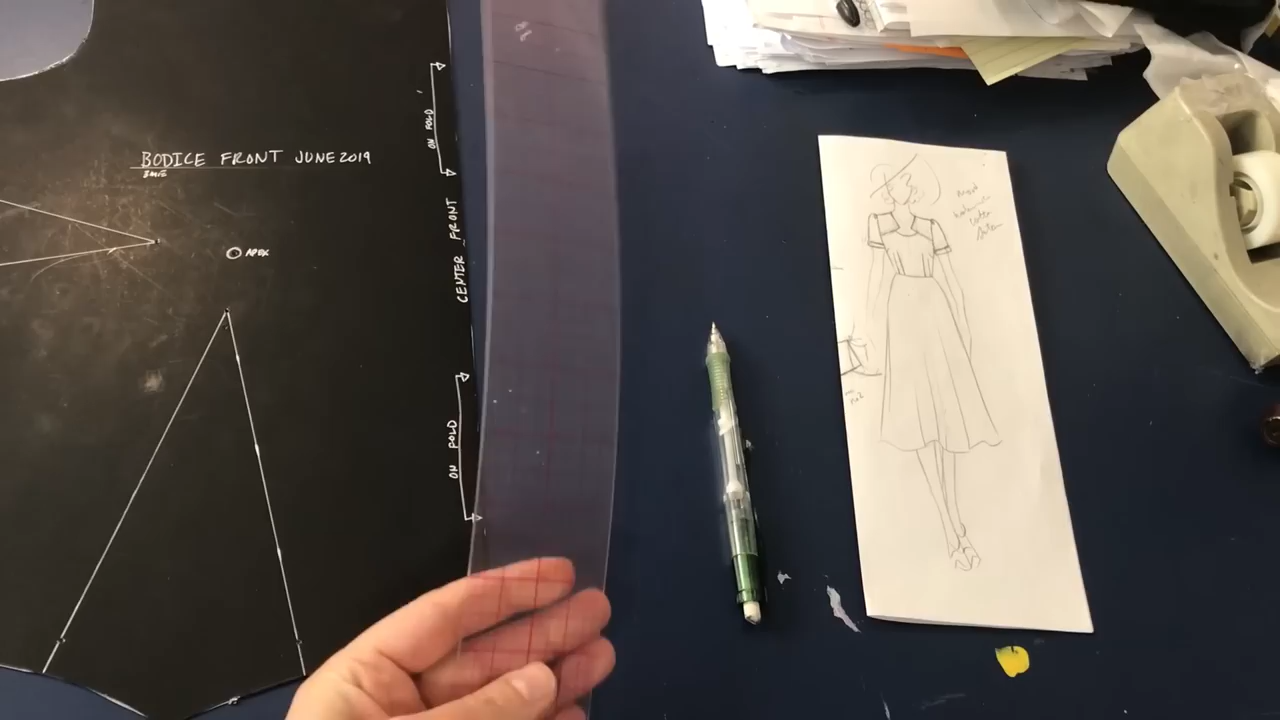 BODICE FRONT JUNE 2019
APEX
ON FOLD
CENTER FRONT
ON FOLD